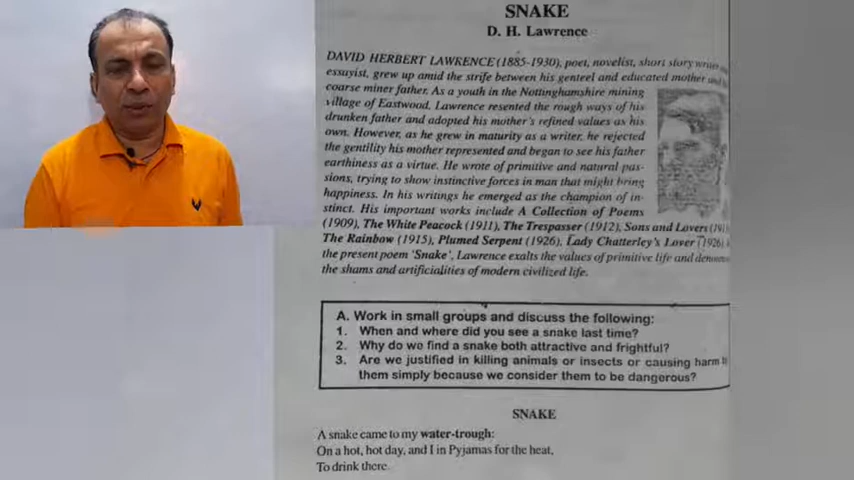 SNAKE
D. H. Lawrence
DAVID HERBERT LAWRENCE (1885-1930), poet, novelist, short story
essayist, grew up amid the strife between his genteel and educated mother and
coarse miner father. As a youth in the Nottinghamshire mining
village of Eastwood, Lawrence resented the rough ways of his
drunken father and adopted his mother's refined values as his
own. However, as he grew in maturity as a writer, he rejected
the gentility his mother represented and began to see his father
earthiness as a virtue. He wrote of primitive and natural pas-
sions, trying to show instinctive forces in man that might bring
happiness. In his writings he emerged as the champion of in-
stinct. His important works include A Collection of Poems
(1909), The White Peacock (1911), The Trespasser (1912), Sons and Lovers
The Rainbow (1915), Plumed Serpent (1926), Lady Chatterley's Lover (1926)
the present poem 'Snake', Lawrence exalts the values of primitive life and
the shams and artificialities of modern civilized life.
A. Work in small groups and discuss the following:
1. When and where did you see a snake last time?
2. Why do we find a snake both attractive and frightful?
3. Are we justified in killing animals or insects or causing harm
them simply because we consider them to be dangerous?
SNAKE
A snake came to my water-trough:
On a hot, hot day, and I in Pyjamas for the heat,
To drink there.